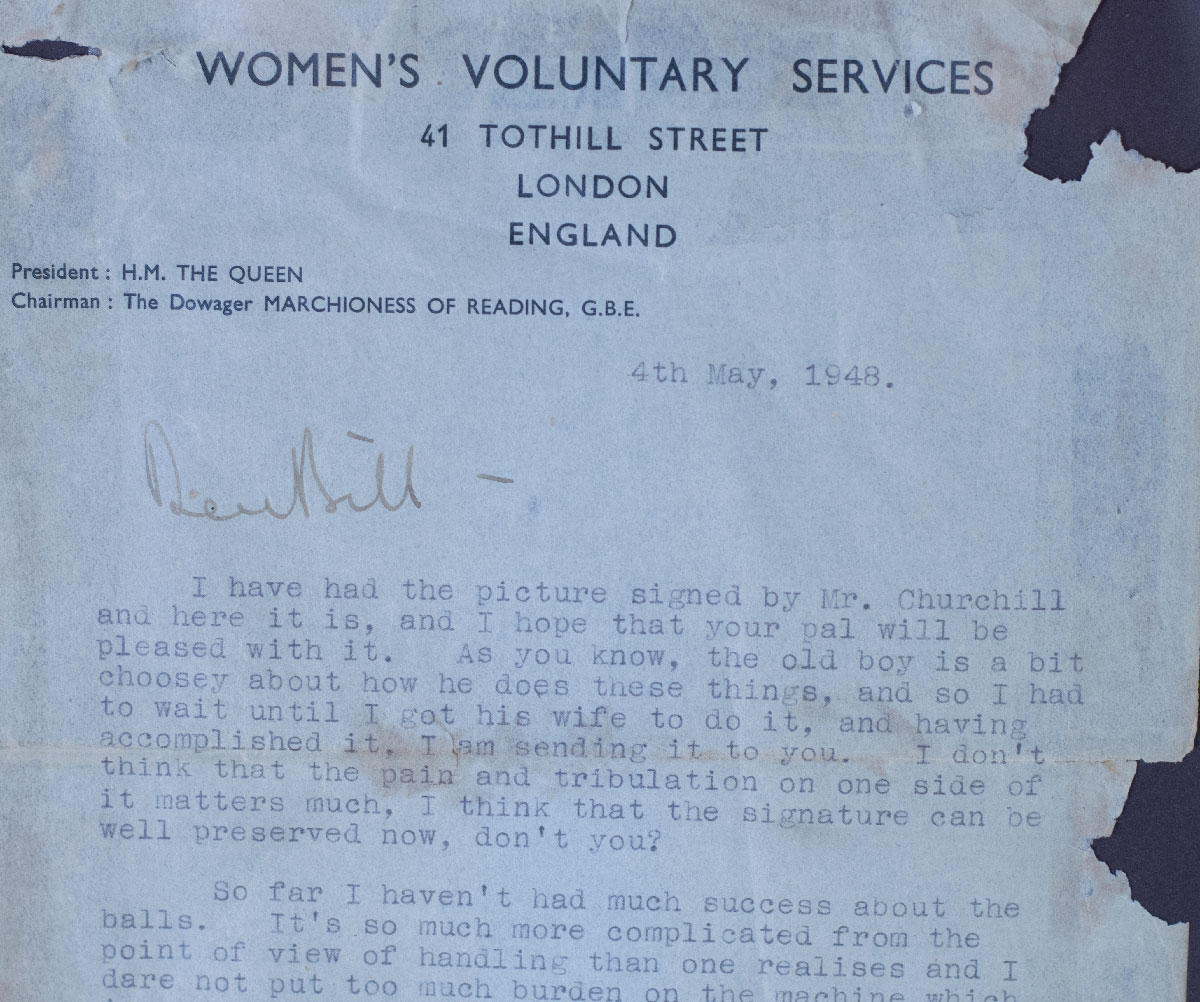 WOMEN'S VOLUNTARY SERVICES
41 TOTHILL STREET
LONDON
ENGLAND
President : H.M. THE QUEEN
Chairman : The Dowager MARCHIONESS OF READING, G.B.E.
4th May, 1948.
Dear Bill –
I have had the picture signed by Mr. Churchill
and here it is, and I hope that your pal will be
pleased with it. As you know, the old boy is a bit
choosey about how he does these things, and so I had
to wait until I got his wife to do it, and having
accomplished it, I am sending it to you. I don't
think that the pain and tribulation on one side of
it matters much, I think that the signature can be
well preserved now, don't you?
So far I haven't had much success about the
balls. It's so much more complicated from the
point of view of handling than one realises and I
dare not put too much burden on the machine which